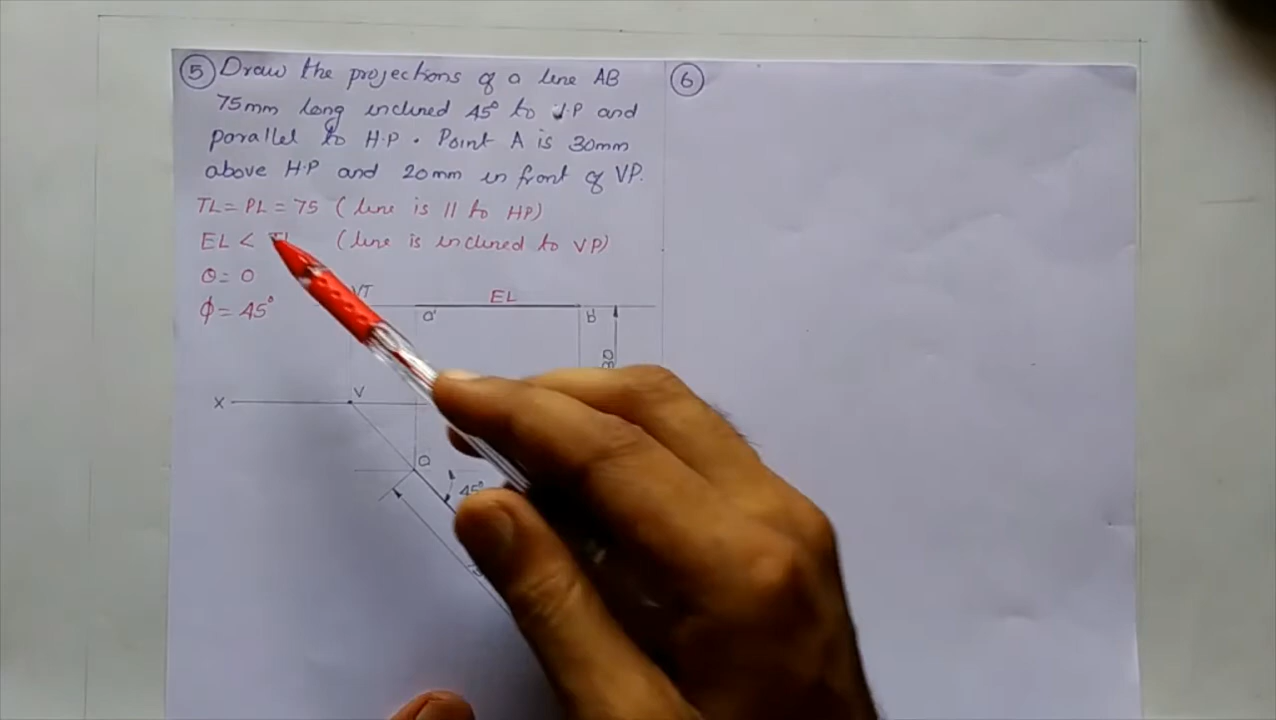 5 Draw the projections of a line AB
75mm long inclined 45° to V.P and
parallel to H.P. Point A is 30mm
above H.P and 20mm in front of VP.
TL = PL = 75 (line is || to HP)
EL < TL (line is inclined to VP)
θ = 0
ϕ = 45°
VT
EL
a'
b'
30
X
V
a
45°
6